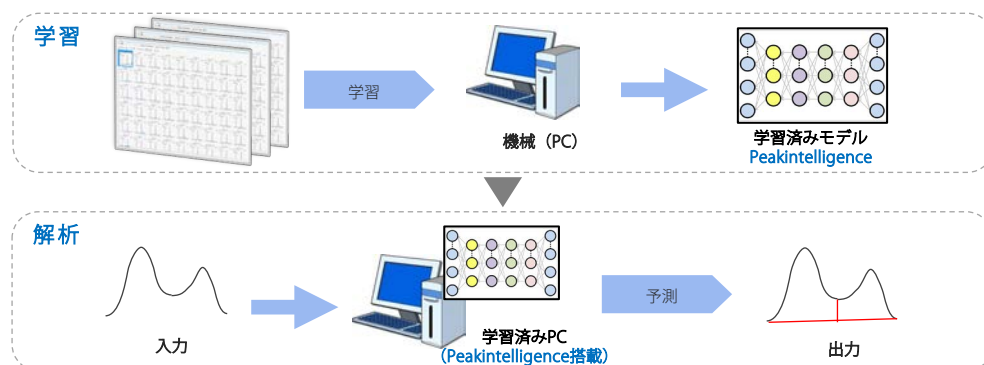 学習
学習
機械（PC）
学習済みモデル
Peakintelligence
解析
入力
学習済みPC
（Peakintelligence搭載）
予測
出力